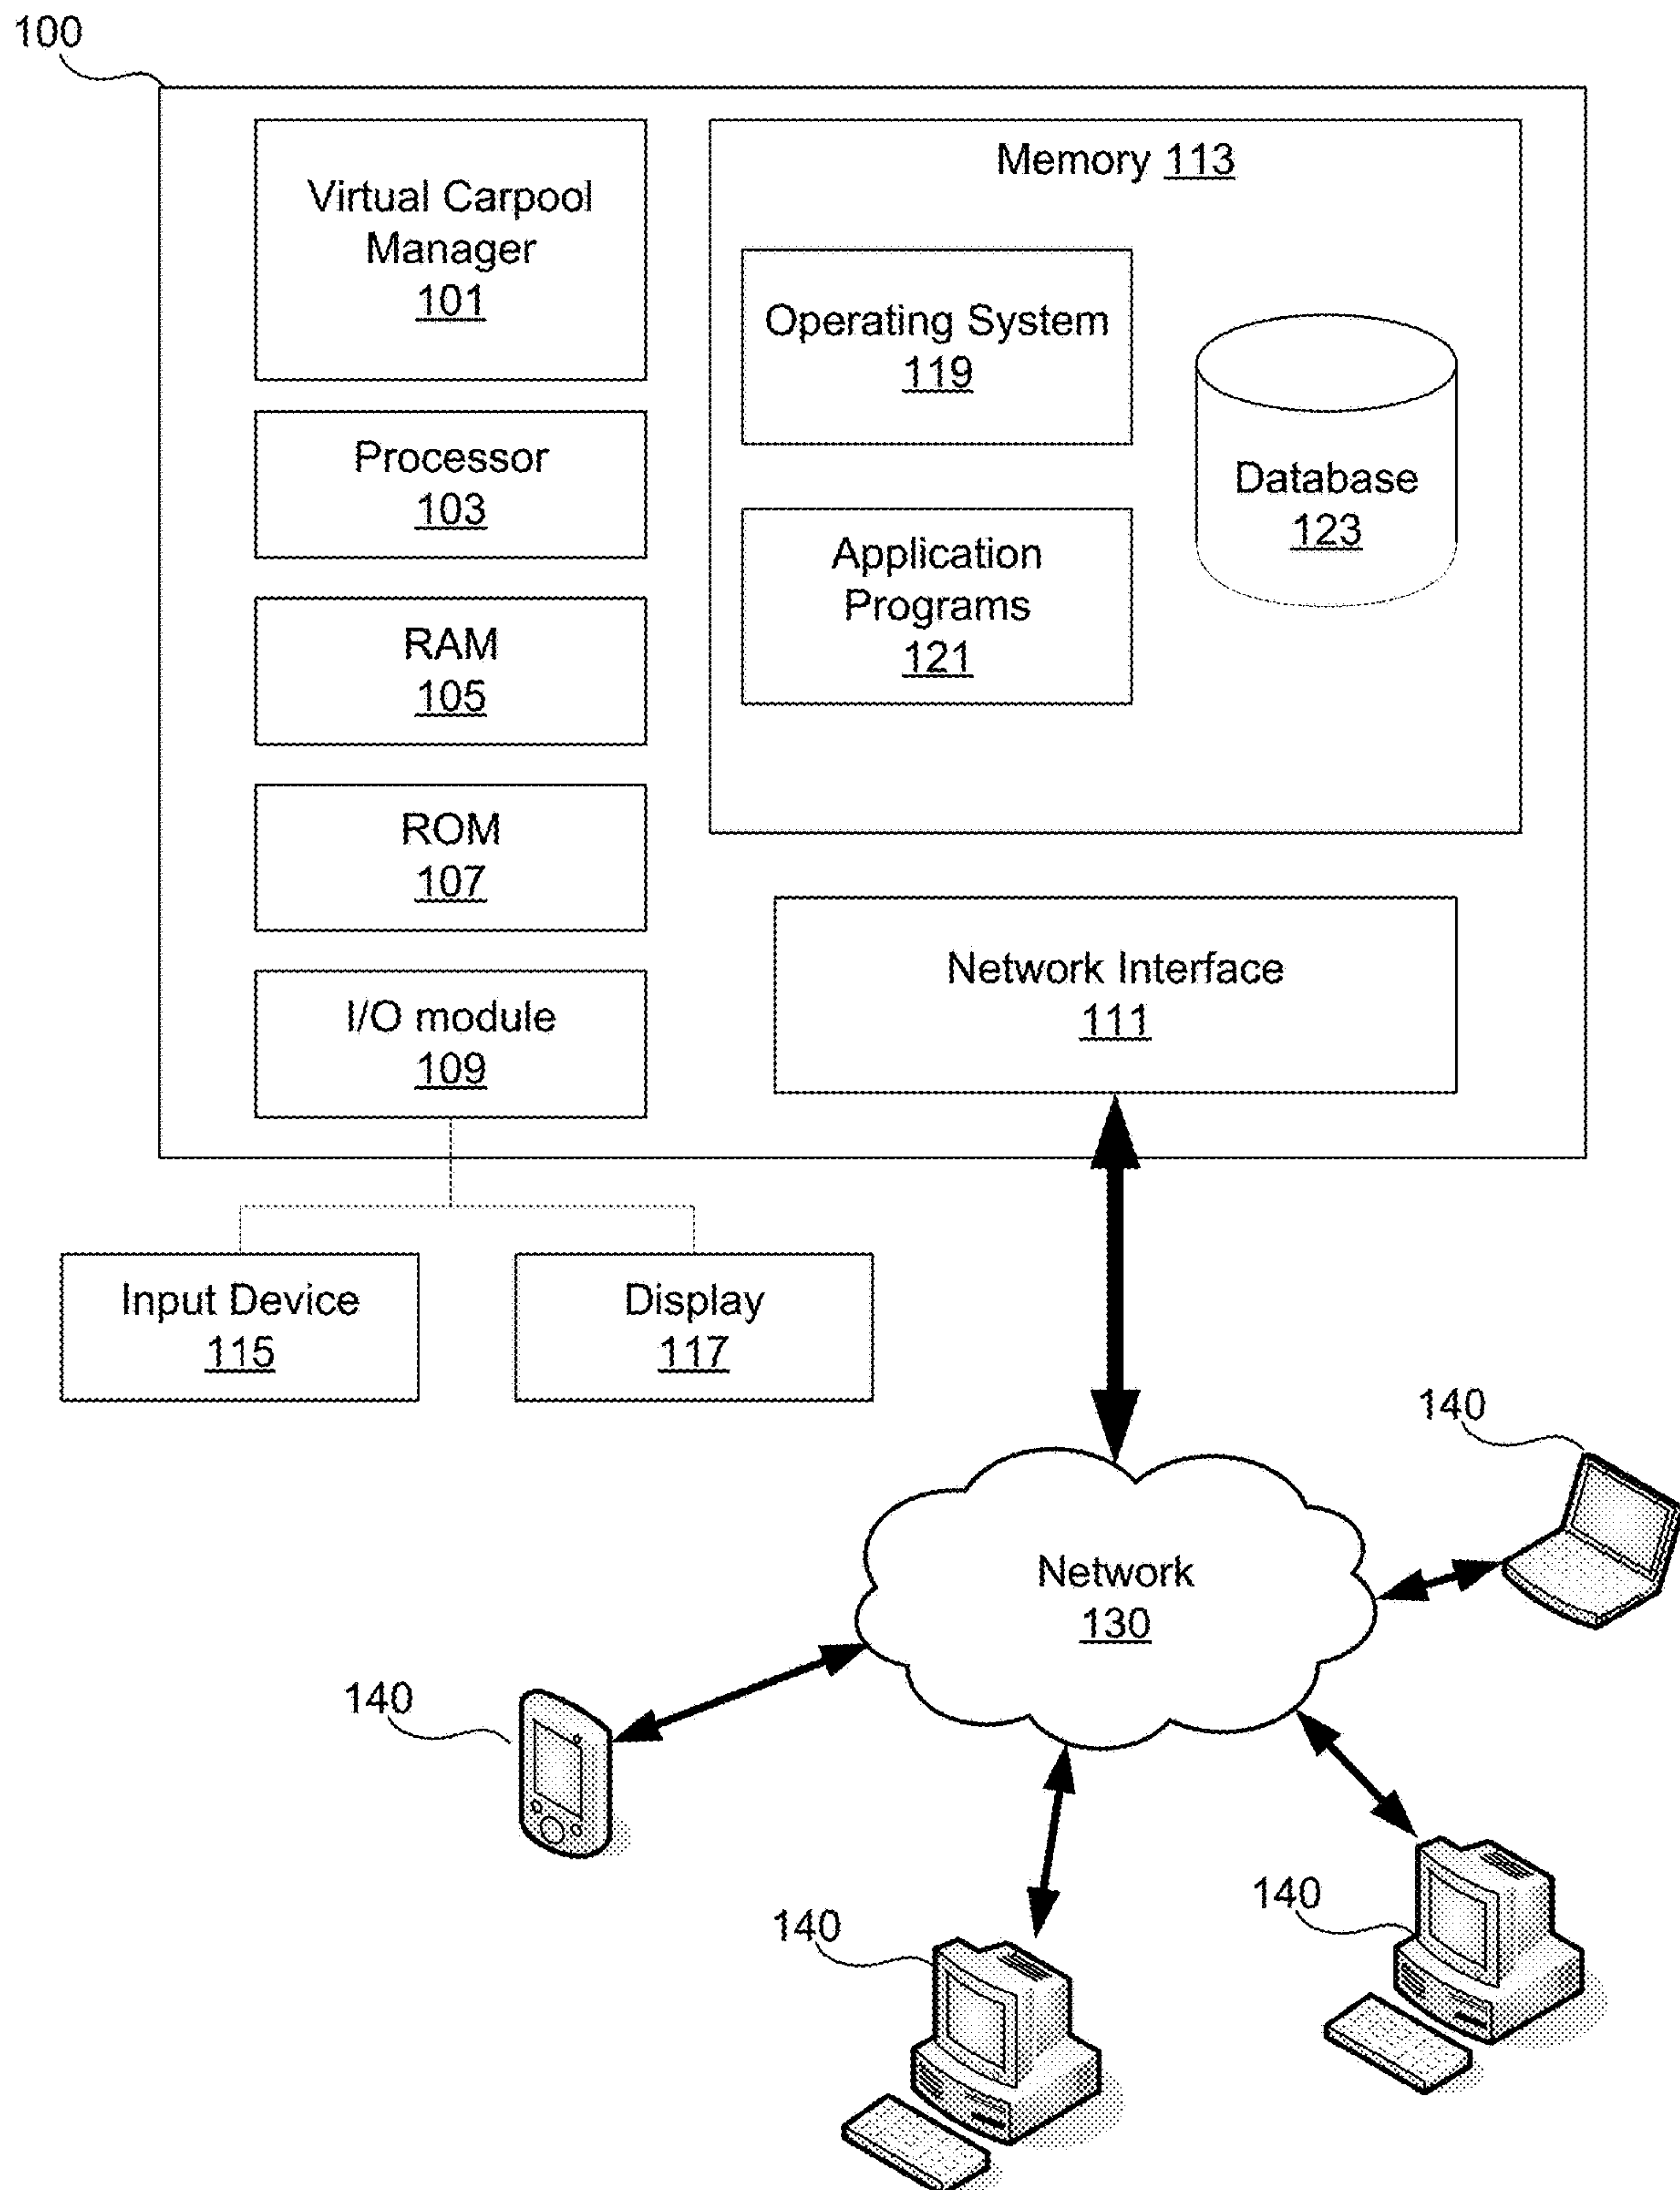 100
Virtual Carpool
Manager
101
Processor
103
RAM
105
ROM
107
I/O module
109
Memory 113
Operating System
119
Application
Programs
121
Database
123
Network Interface
111
Input Device
115
Display
117
Network
130
140
140
140
140